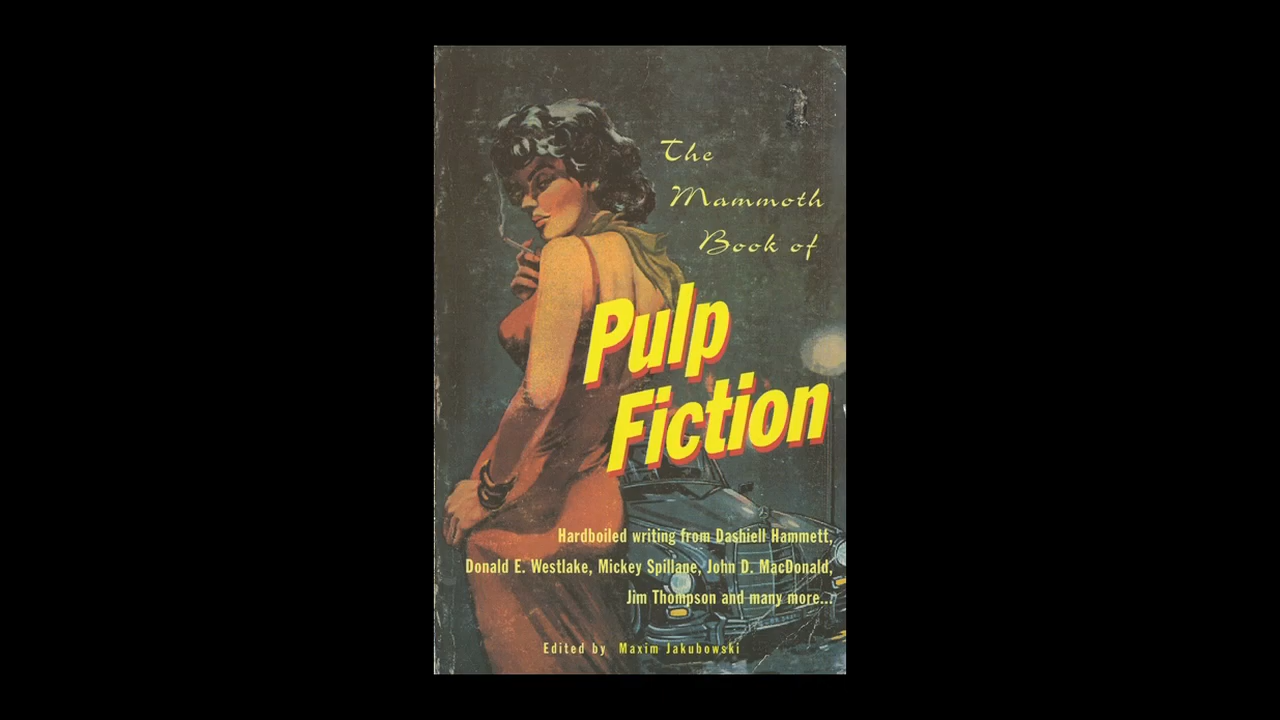 The
Mammoth
Book of
Pulp
Fiction
Hardboiled writing from Dashiell Hammett,
Donald E. Westlake, Mickey Spillane, John D. MacDonald,
Jim Thompson and many more...
Edited by Maxim Jakubowski